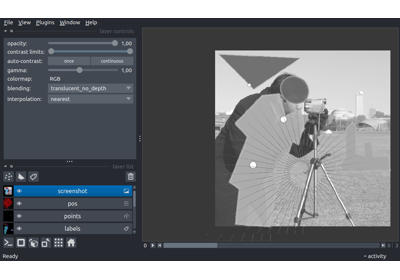 File View Plugins Window Help
layer controls
opacity: 1,00
contrast limits:
auto-contrast: once continuous
gamma: 1,00
colormap: RGB
blending: translucent_no_depth
interpolation: nearest
layer list
screenshot
pos
points
labels
0
Ready
activity